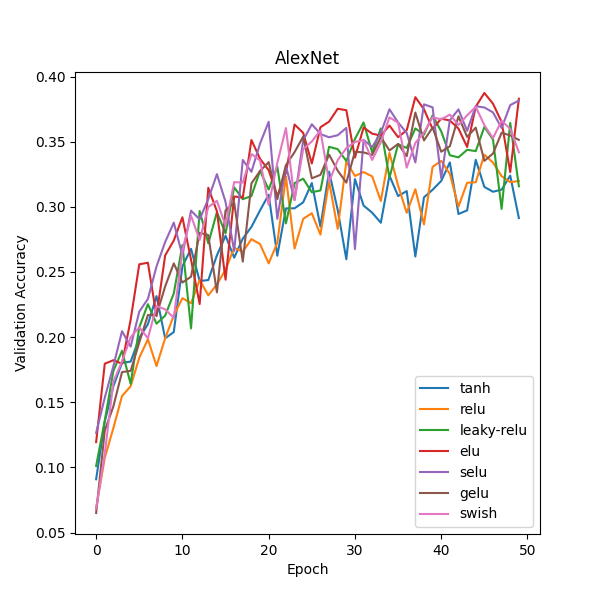 AlexNet
Validation Accuracy
0.40
0.35
0.30
0.25
0.20
0.15
0.10
0.05
tanh
relu
leaky-relu
elu
selu
gelu
swish
0 10 20 30 40 50
Epoch